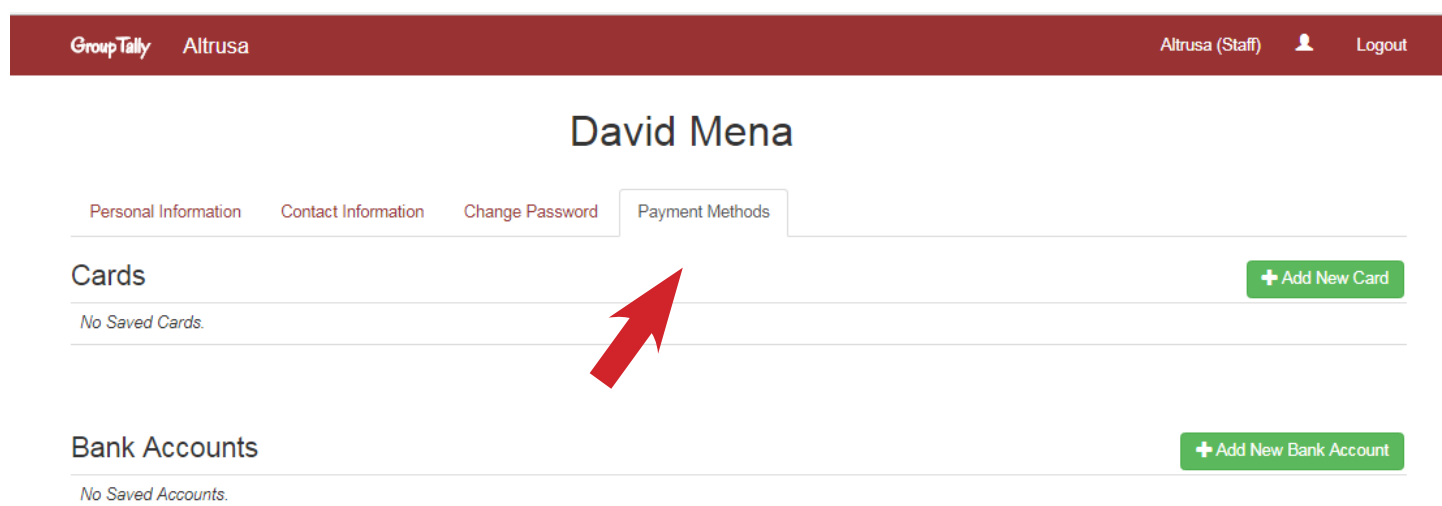 GroupTally Altrusa Altrusa (Staff) Logout
David Mena
Personal Information Contact Information Change Password Payment Methods
Cards Add New Card
No Saved Cards.
Bank Accounts Add New Bank Account
No Saved Accounts.